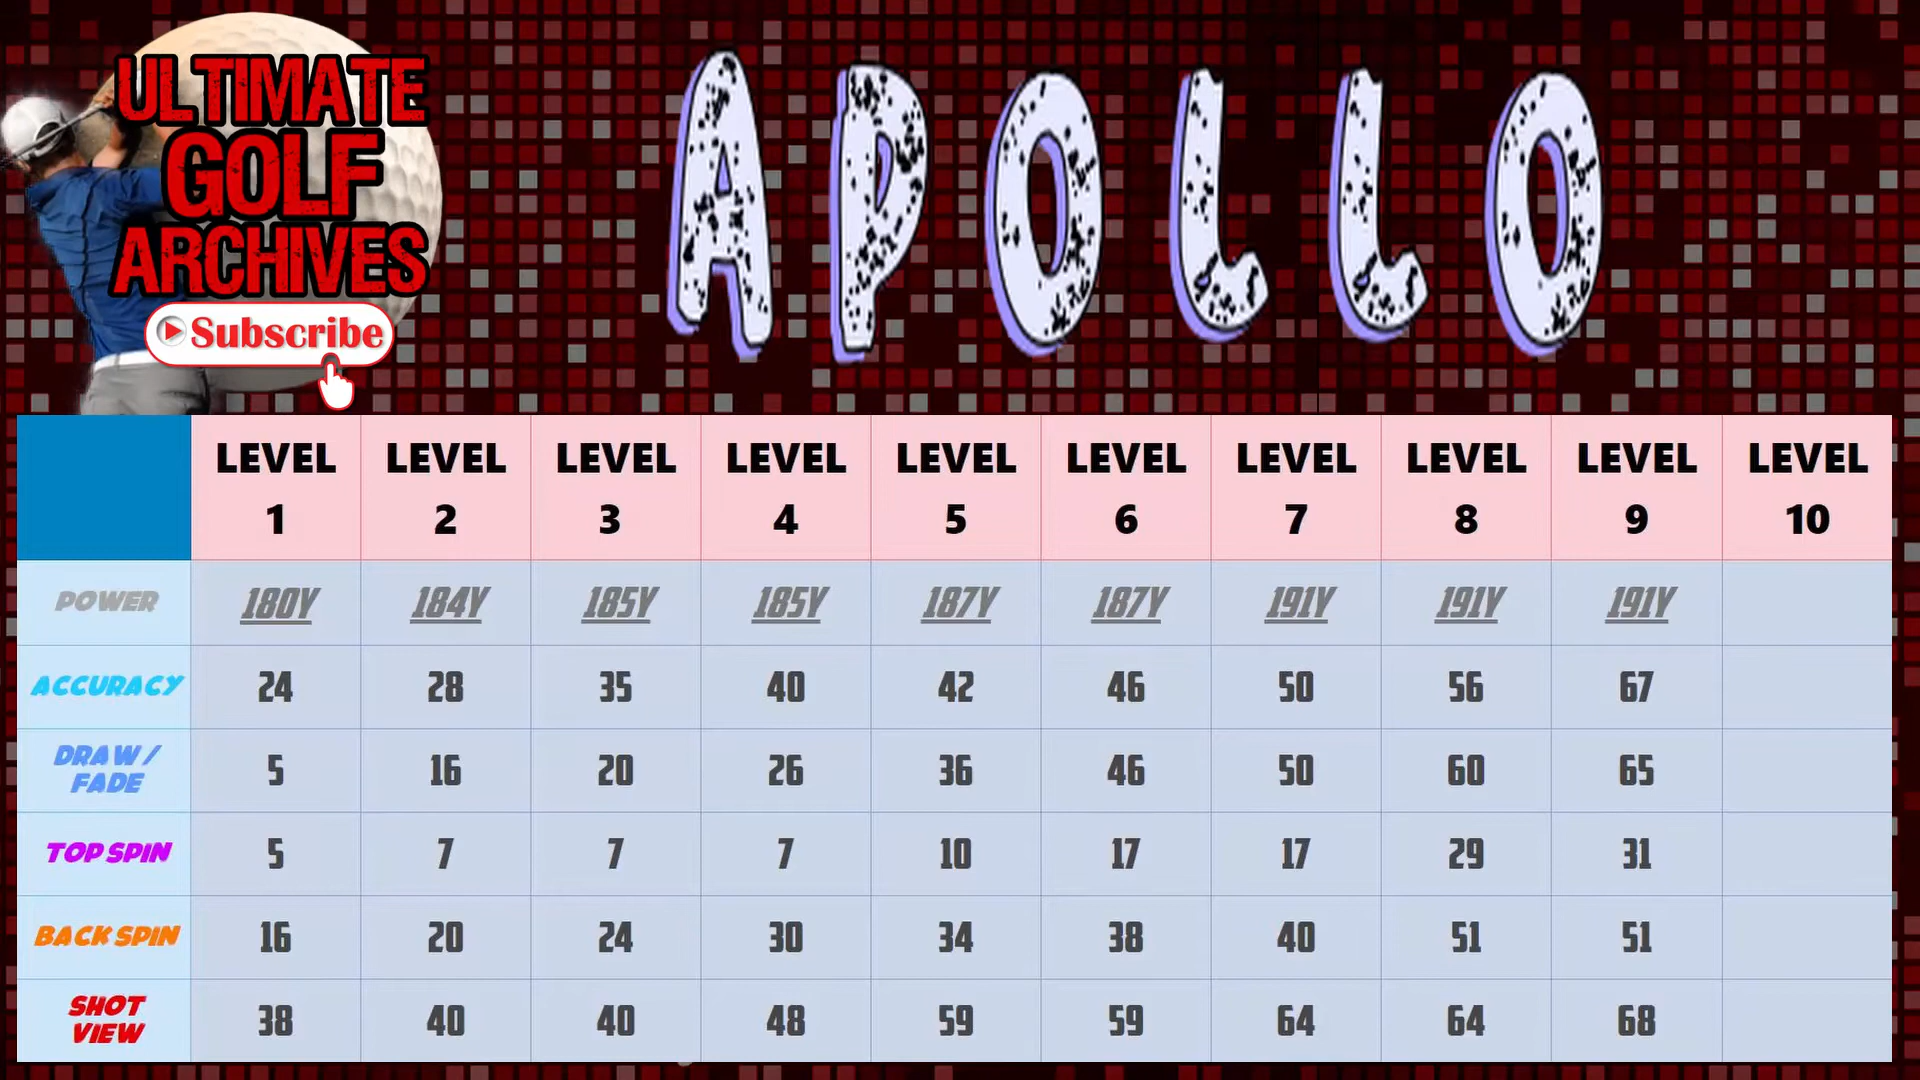 ULTIMATE
GOLF
ARCHIVES
Subscribe
APOLLO
LEVEL 1 LEVEL 2 LEVEL 3 LEVEL 4 LEVEL 5 LEVEL 6 LEVEL 7 LEVEL 8 LEVEL 9 LEVEL 10
POWER 180Y 184Y 185Y 185Y 187Y 187Y 191Y 191Y 191Y
ACCURACY 24 28 35 40 42 46 50 56 67
DRAW / FADE 5 16 20 26 36 46 50 60 65
TOP SPIN 5 7 7 7 10 17 17 29 31
BACK SPIN 16 20 24 30 34 38 40 51 51
SHOT VIEW 38 40 40 48 59 59 64 64 68